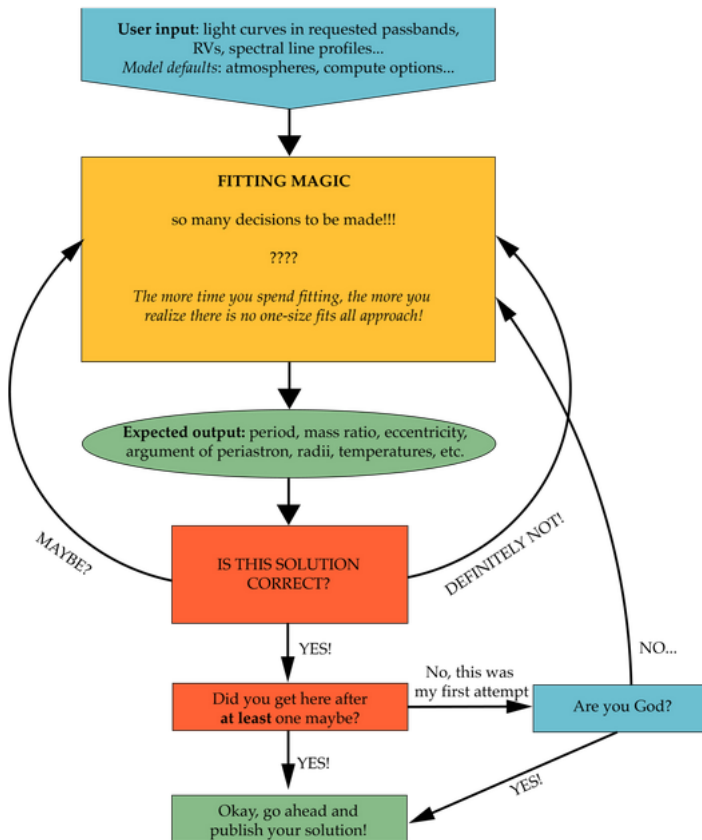 User input: light curves in requested passbands,
RVs, spectral line profiles...
Model defaults: atmospheres, compute options...
FITTING MAGIC
so many decisions to be made!!!
????
The more time you spend fitting, the more you
realize there is no one-size fits all approach!
Expected output: period, mass ratio, eccentricity,
argument of periastron, radii, temperatures, etc.
MAYBE?
IS THIS SOLUTION
CORRECT?
DEFINITELY NOT!
YES!
Did you get here after
at least one maybe?
No, this was
my first attempt
Are you God?
NO...
YES!
YES!
Okay, go ahead and
publish your solution!